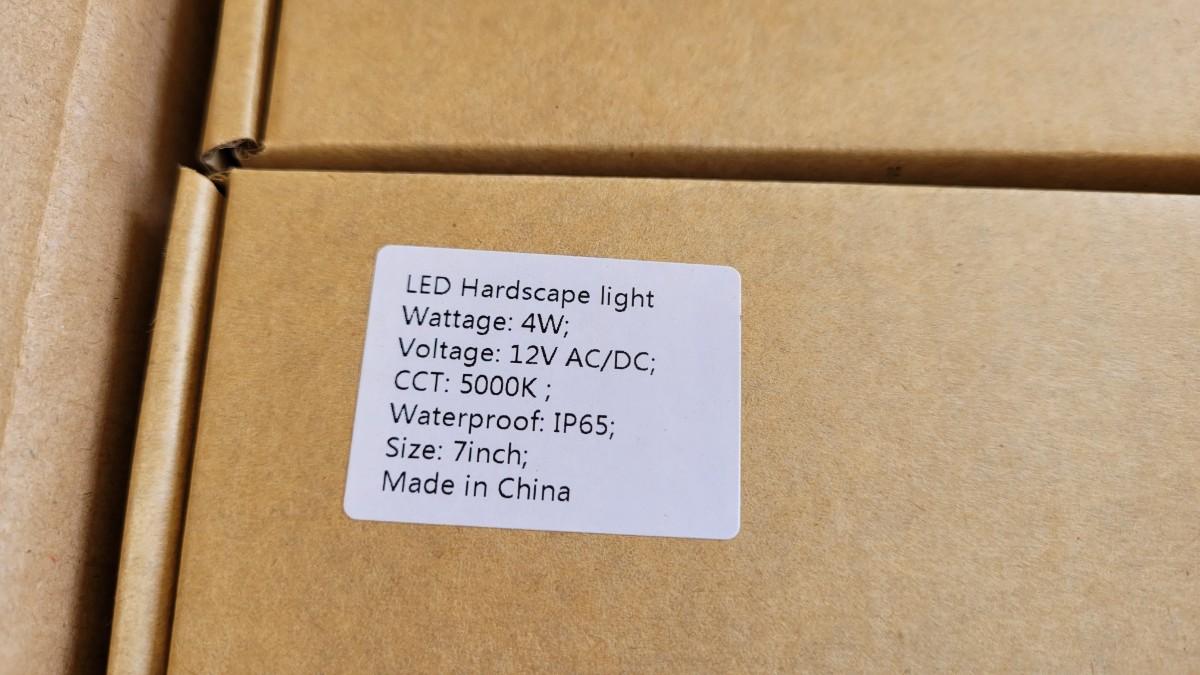 LED Hardscape light
Wattage: 4W;
Voltage: 12V AC/DC;
CCT: 5000K ;
Waterproof: IP65;
Size: 7inch;
Made in China